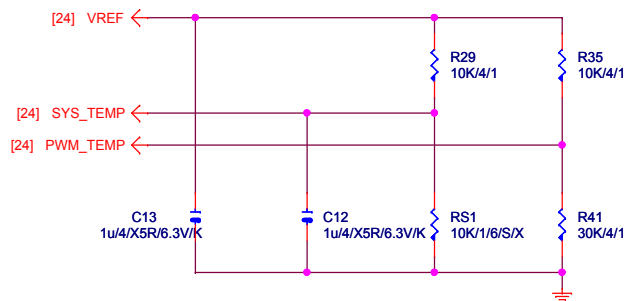 [24] VREF
R29
10K/4/1
R35
10K/4/1
[24] SYS_TEMP
[24] PWM_TEMP
C13
1u/4/X5R/6.3V/K
C12
1u/4/X5R/6.3V/K
RS1
10K/1/6/S/X
R41
30K/4/1